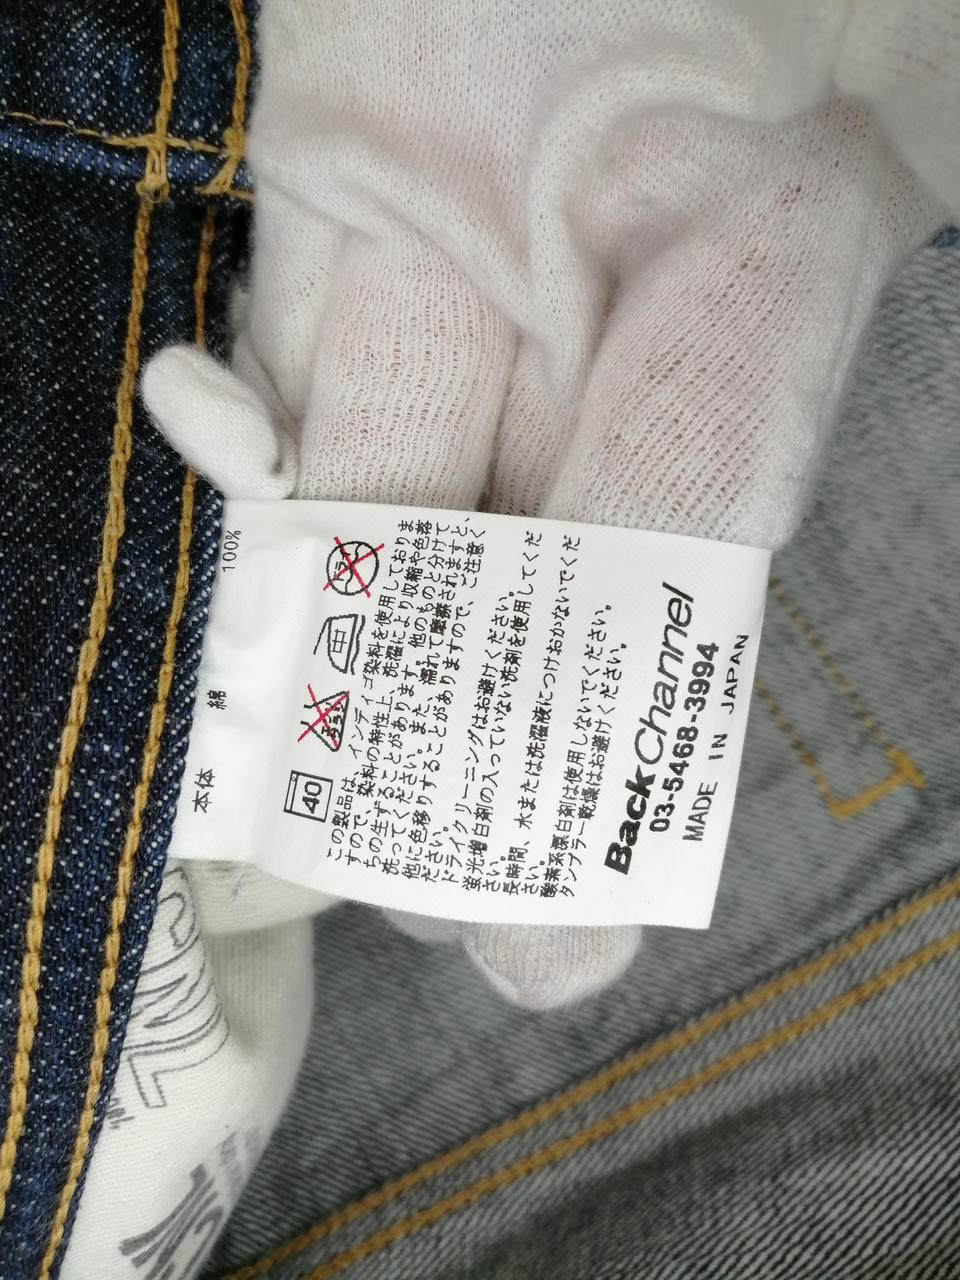 本体 綿 100%
40 中 ドライ
この製品は、インディゴ染料を使用しておりま
すので、染料の特性上、洗濯により収縮や色落
ちの生ずることがあります。他のものと分けて
洗ってください。また、濡れて摩擦されますと、
他に色移りすることがありますので、ご注意く
ださい。
ドライクリーニングはお避けください。
蛍光増白剤の入っていない洗剤を使用してくだ
さい。
長時間、水または洗濯液につけおかないでくだ
さい。
酸素系漂白剤は使用しないでください。
タンブラー乾燥はお避けください。
BackChannel
03-5468-3994
MADE IN JAPAN